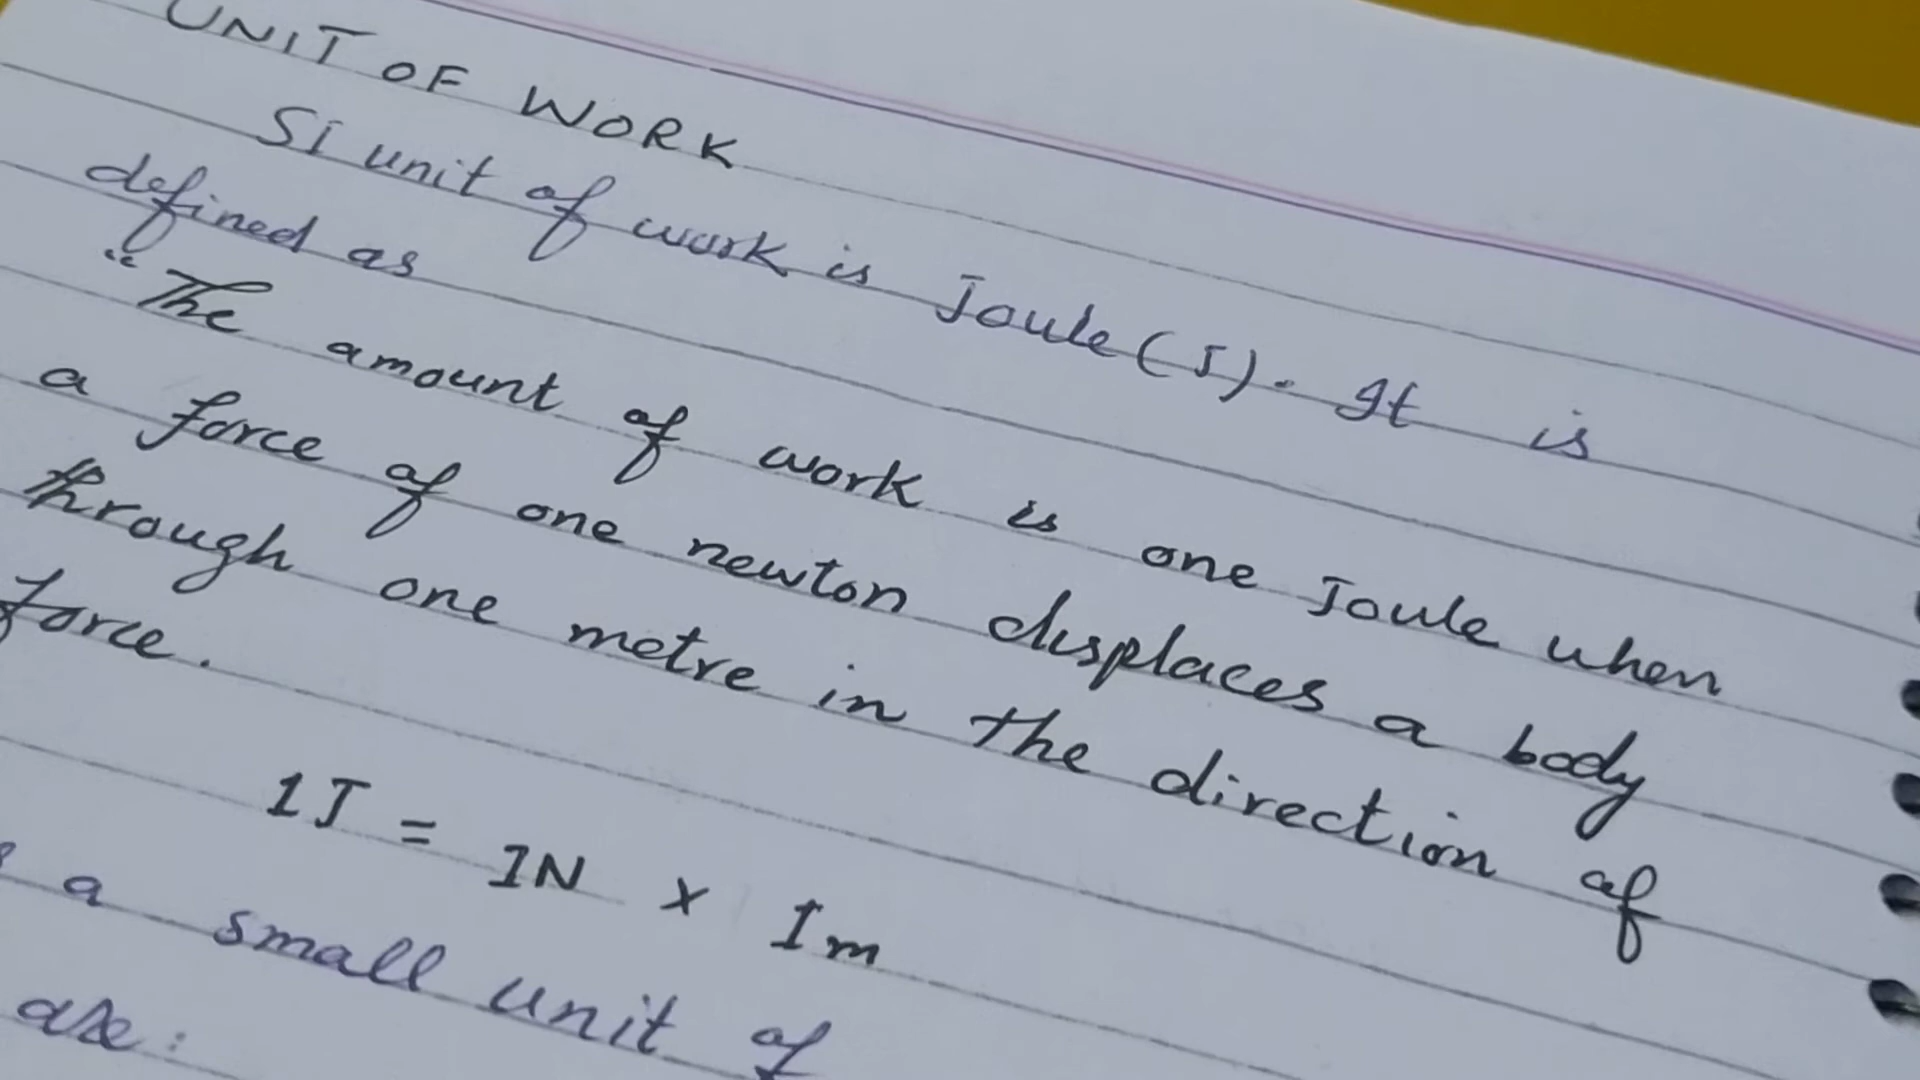 UNIT OF WORK
SI unit of work is Joule (J). It is
defined as
"The amount of work is one Joule when
a force of one newton displaces a body
through one metre in the direction of
force.
1J = 1N × 1m
a small unit of
are: